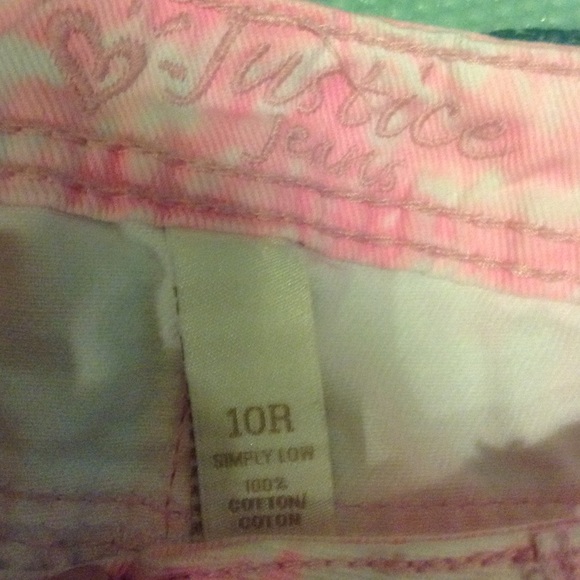 Justice
Jeans
10R
SIMPLY LOW
100%
COTTON/
COTON